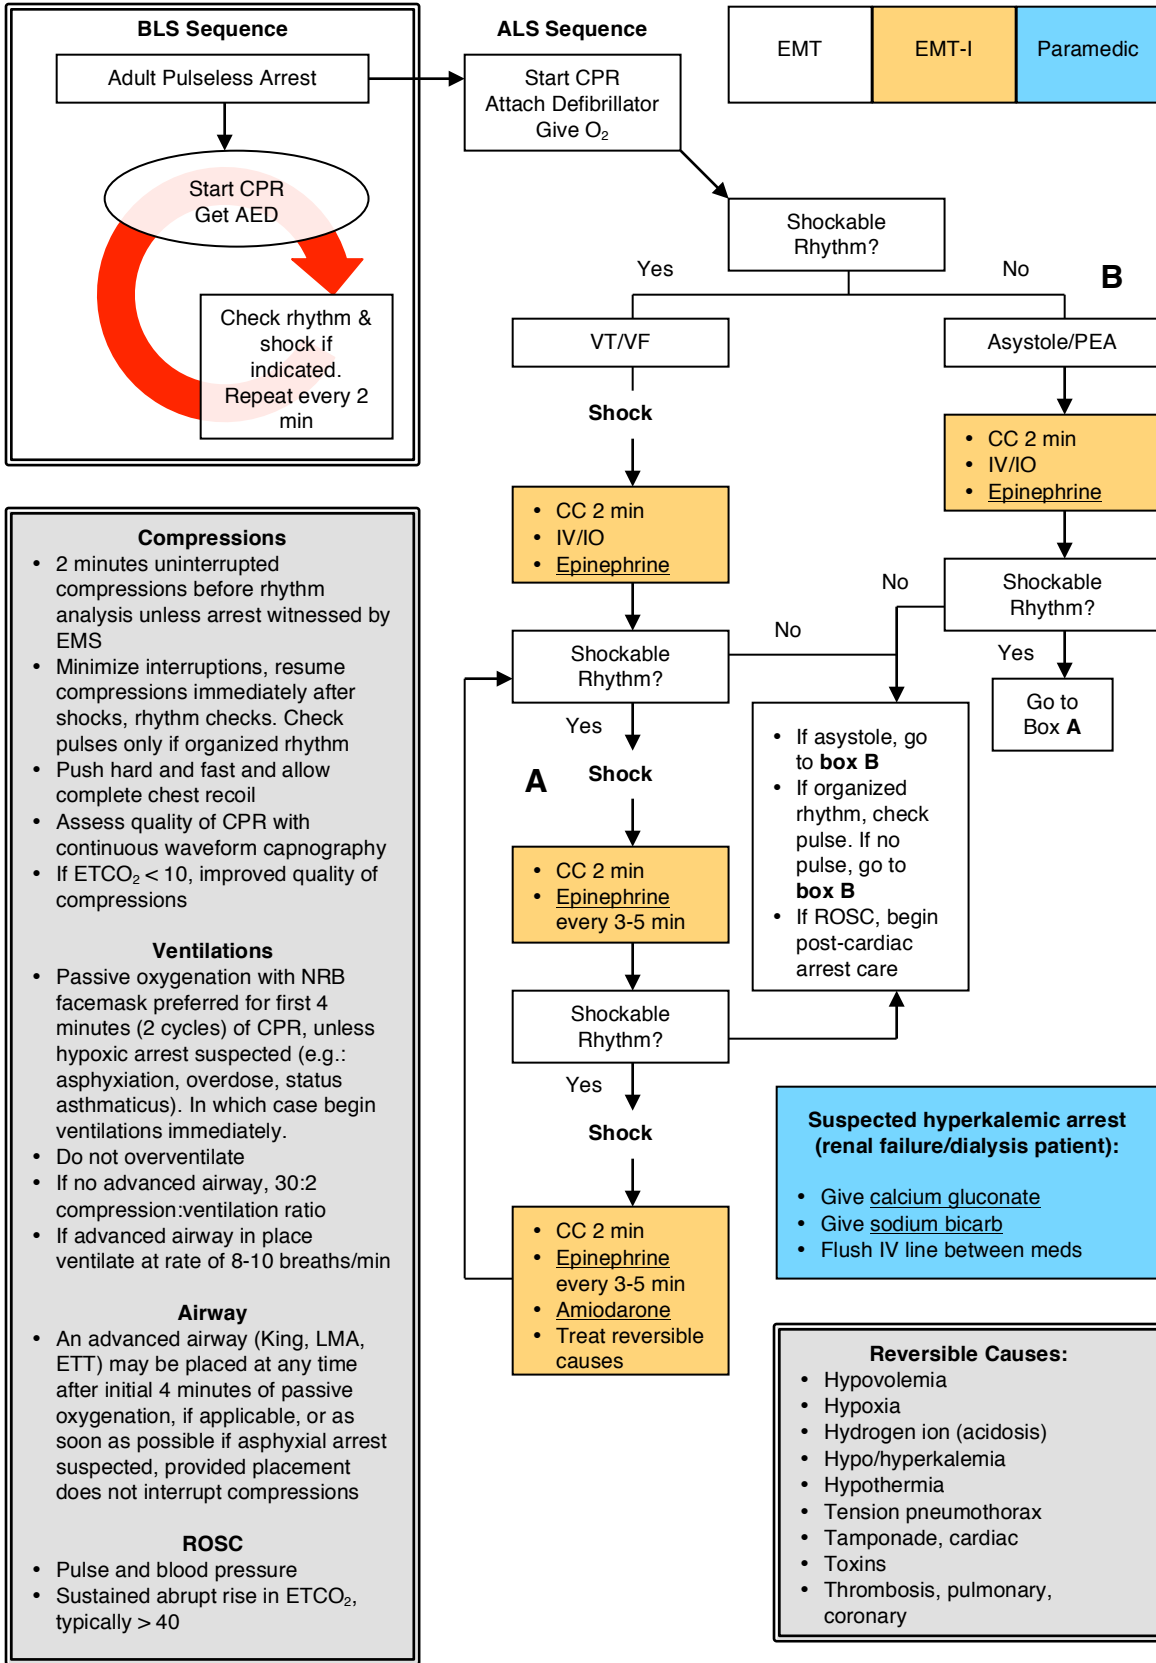 BLS Sequence
Adult Pulseless Arrest
Start CPR
Get AED
Check rhythm &
shock if
indicated.
Repeat every 2
min
ALS Sequence
Start CPR
Attach Defibrillator
Give O₂
EMT
EMT-I
Paramedic
Shockable
Rhythm?
Yes
No
B
VT/VF
Asystole/PEA
Shock
• CC 2 min
• IV/IO
• Epinephrine
• CC 2 min
• IV/IO
• Epinephrine
Shockable
Rhythm?
No
No
Shockable
Rhythm?
Yes
Yes
Go to
Box A
A
Shock
• If asystole, go
to box B
• If organized
rhythm, check
pulse. If no
pulse, go to
box B
• If ROSC, begin
post-cardiac
arrest care
• CC 2 min
• Epinephrine
every 3-5 min
Shockable
Rhythm?
Yes
Shock
• CC 2 min
• Epinephrine
every 3-5 min
• Amiodarone
• Treat reversible
causes
Compressions
• 2 minutes uninterrupted
compressions before rhythm
analysis unless arrest witnessed by
EMS
• Minimize interruptions, resume
compressions immediately after
shocks, rhythm checks. Check
pulses only if organized rhythm
• Push hard and fast and allow
complete chest recoil
• Assess quality of CPR with
continuous waveform capnography
• If ETCO₂ < 10, improved quality of
compressions
Ventilations
• Passive oxygenation with NRB
facemask preferred for first 4
minutes (2 cycles) of CPR, unless
hypoxic arrest suspected (e.g.:
asphyxiation, overdose, status
asthmaticus). In which case begin
ventilations immediately.
• Do not overventilate
• If no advanced airway, 30:2
compression:ventilation ratio
• If advanced airway in place
ventilate at rate of 8-10 breaths/min
Airway
• An advanced airway (King, LMA,
ETT) may be placed at any time
after initial 4 minutes of passive
oxygenation, if applicable, or as
soon as possible if asphyxial arrest
suspected, provided placement
does not interrupt compressions
ROSC
• Pulse and blood pressure
• Sustained abrupt rise in ETCO₂,
typically > 40
Suspected hyperkalemic arrest
(renal failure/dialysis patient):
• Give calcium gluconate
• Give sodium bicarb
• Flush IV line between meds
Reversible Causes:
• Hypovolemia
• Hypoxia
• Hydrogen ion (acidosis)
• Hypo/hyperkalemia
• Hypothermia
• Tension pneumothorax
• Tamponade, cardiac
• Toxins
• Thrombosis, pulmonary,
coronary